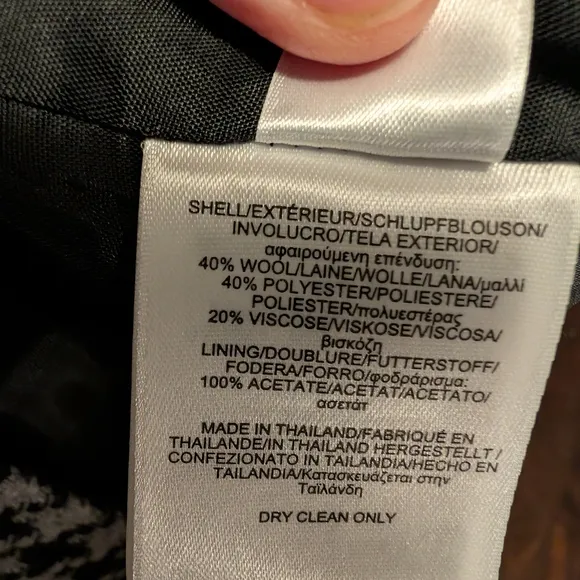 SHELL/EXTÉRIEUR/SCHLUPFBLOUSON/
INVOLUCRO/TELA EXTERIOR/
αφαιρούμενη επένδυση:
40% WOOL/LAINE/WOLLE/LANA/μαλλί
40% POLYESTER/POLIESTERE/
POLIESTER/πολυεστέρας
20% VISCOSE/VISKOSE/VISCOSA/
βισκόζη
LINING/DOUBLURE/FUTTERSTOFF/
FODERA/FORRO/φοδράρισμα:
100% ACETATE/ACETAT/ACETATO/
ασετάτ
MADE IN THAILAND/FABRIQUÉ EN
THAILANDE/IN THAILAND HERGESTELLT /
CONFEZIONATO IN TAILANDIA/HECHO EN
TAILANDIA/Κατασκευάζεται στην
Ταϊλάνδη
DRY CLEAN ONLY